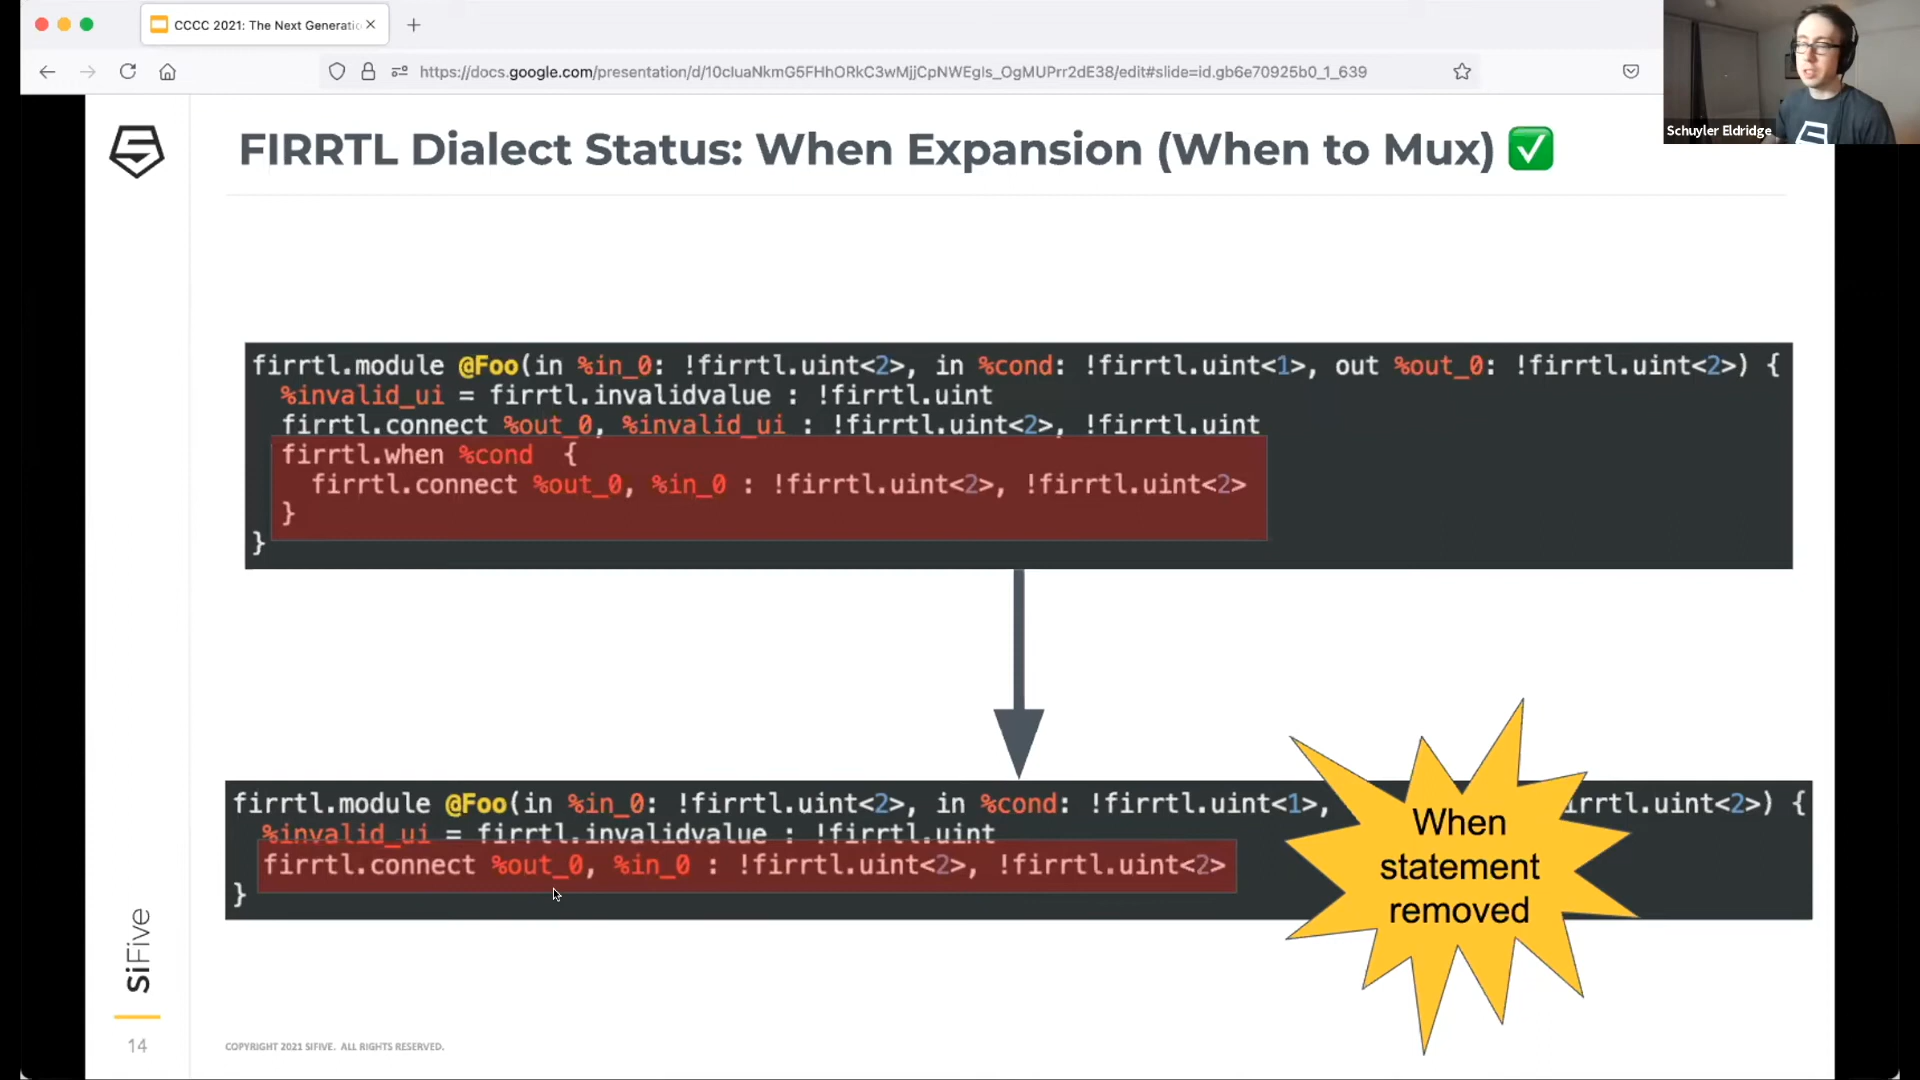 CCCC 2021: The Next Generatio
https://docs.google.com/presentation/d/10cIuaNkmG5FHhORkC3wMjjCpNWEgIs_OgMUPrr2dE38/edit#slide=id.gb6e70925b0_1_639
Schuyler Eldridge
FIRRTL Dialect Status: When Expansion (When to Mux) ✅
firrtl.module @Foo(in %in_0: !firrtl.uint<2>, in %cond: !firrtl.uint<1>, out %out_0: !firrtl.uint<2>) {
%invalid_ui = firrtl.invalidvalue : !firrtl.uint
firrtl.connect %out_0, %invalid_ui : !firrtl.uint<2>, !firrtl.uint
firrtl.when %cond {
firrtl.connect %out_0, %in_0 : !firrtl.uint<2>, !firrtl.uint<2>
}
}
firrtl.module @Foo(in %in_0: !firrtl.uint<2>, in %cond: !firrtl.uint<1>, irrtl.uint<2>) {
%invalid_ui = firrtl.invalidvalue : !firrtl.uint
firrtl.connect %out_0, %in_0 : !firrtl.uint<2>, !firrtl.uint<2>
}
When
statement
removed
SiFive
14
COPYRIGHT 2021 SIFIVE. ALL RIGHTS RESERVED.